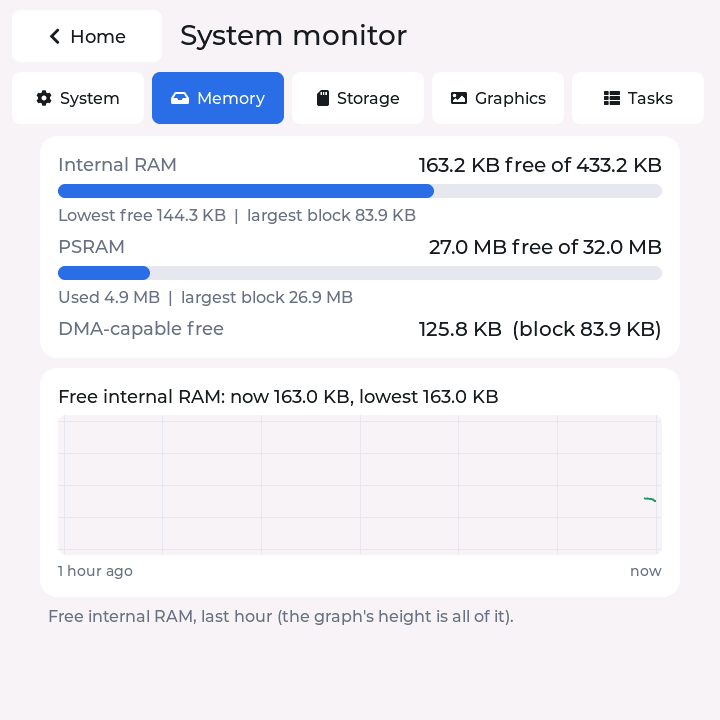 Home
System monitor
System
Memory
Storage
Graphics
Tasks
Internal RAM
163.2 KB free of 433.2 KB
Lowest free 144.3 KB | largest block 83.9 KB
PSRAM
27.0 MB free of 32.0 MB
Used 4.9 MB | largest block 26.9 MB
DMA-capable free
125.8 KB (block 83.9 KB)
Free internal RAM: now 163.0 KB, lowest 163.0 KB
1 hour ago
now
Free internal RAM, last hour (the graph's height is all of it).